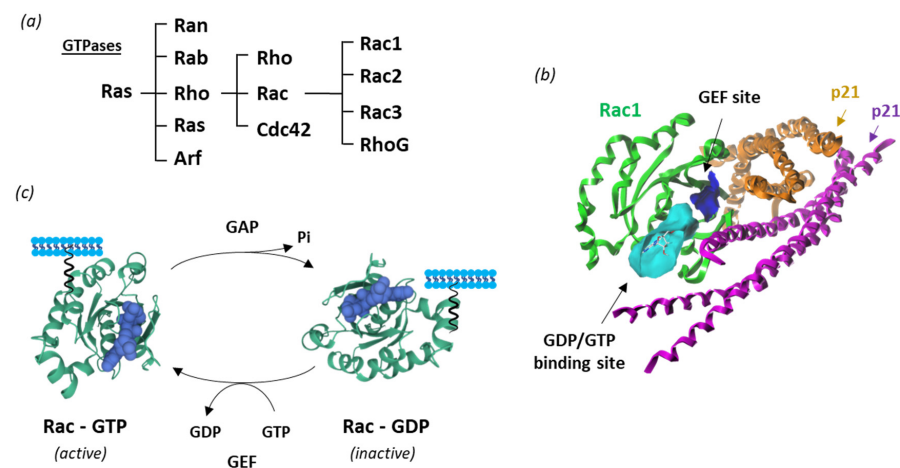 (a)
GTPases
Ras
Ran
Rab
Rho
Ras
Arf
Rho
Rac
Cdc42
Rac1
Rac2
Rac3
RhoG
(b)
Rac1
GEF site
p21
p21
GDP/GTP
binding site
(c)
GAP
Pi
GDP
GTP
GEF
Rac - GTP
(active)
Rac - GDP
(inactive)